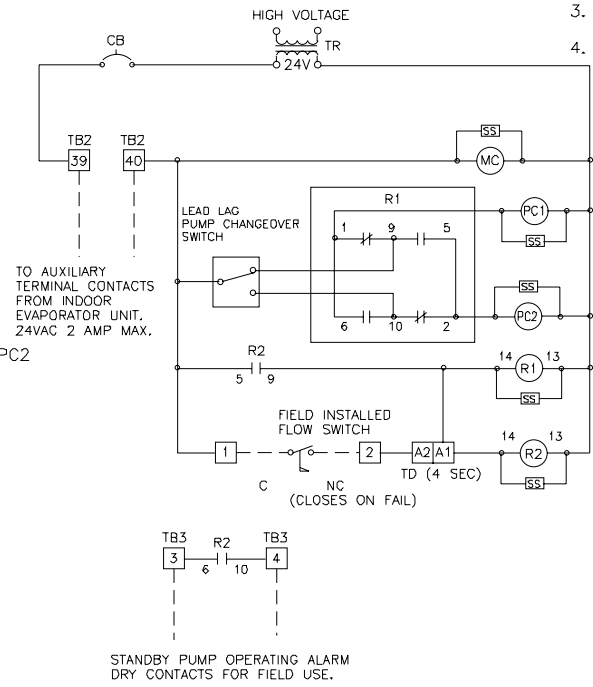 3.
4.
HIGH VOLTAGE
CB
TR
24V
TB2
TB2
39
40
SS
MC
R1
LEAD LAG
PUMP CHANGEOVER
SWITCH
1
9
5
PC1
SS
TO AUXILIARY
TERMINAL CONTACTS
FROM INDOOR
EVAPORATOR UNIT.
24VAC 2 AMP MAX.
SS
PC2
6
10
2
PC2
R2
5
9
14
13
R1
SS
FIELD INSTALLED
FLOW SWITCH
1
2
A2
A1
14
13
R2
TD (4 SEC)
SS
C
NC
(CLOSES ON FAIL)
TB3
R2
TB3
3
4
6
10
STANDBY PUMP OPERATING ALARM
DRY CONTACTS FOR FIELD USE.